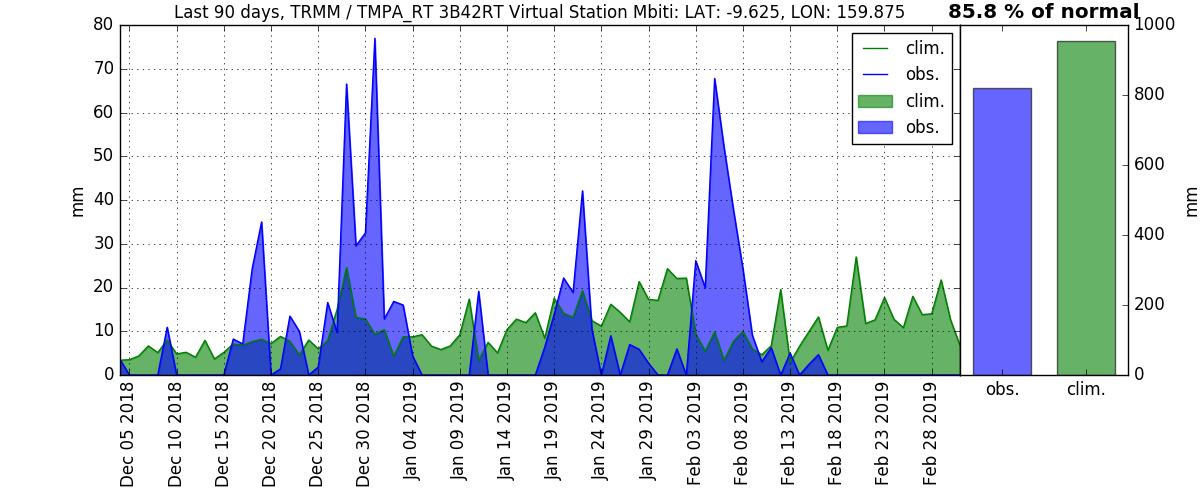 Last 90 days, TRMM / TMPA_RT 3B42RT Virtual Station Mbiti: LAT: -9.625, LON: 159.875
85.8 % of normal
80
70
60
50
40
30
20
10
0
mm
clim.
obs.
clim.
obs.
Dec 05 2018
Dec 10 2018
Dec 15 2018
Dec 20 2018
Dec 25 2018
Dec 30 2018
Jan 04 2019
Jan 09 2019
Jan 14 2019
Jan 19 2019
Jan 24 2019
Jan 29 2019
Feb 03 2019
Feb 08 2019
Feb 13 2019
Feb 18 2019
Feb 23 2019
Feb 28 2019
1000
800
600
400
200
0
mm
obs.
clim.